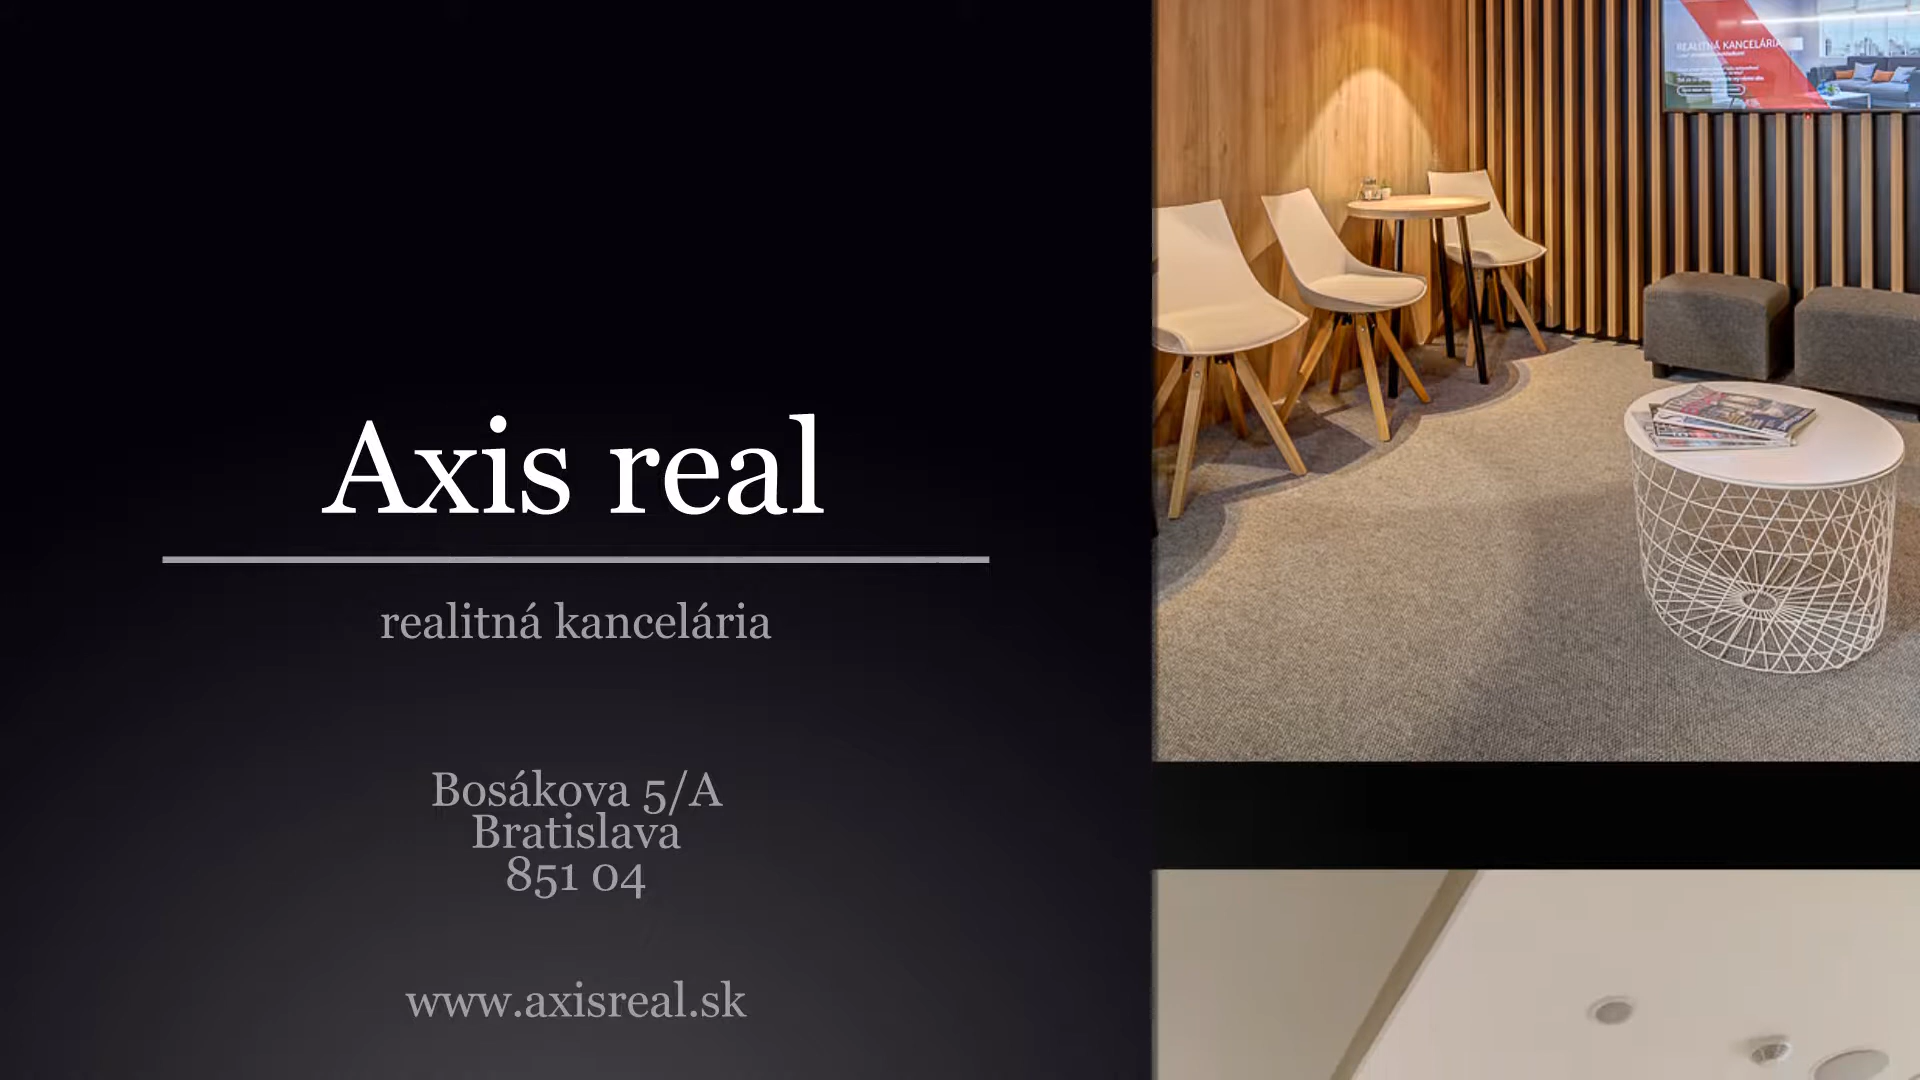 Axis real
realitná kancelária
Bosákova 5/A
Bratislava
851 04
www.axisreal.sk
REALITNÁ KANCELÁRIA